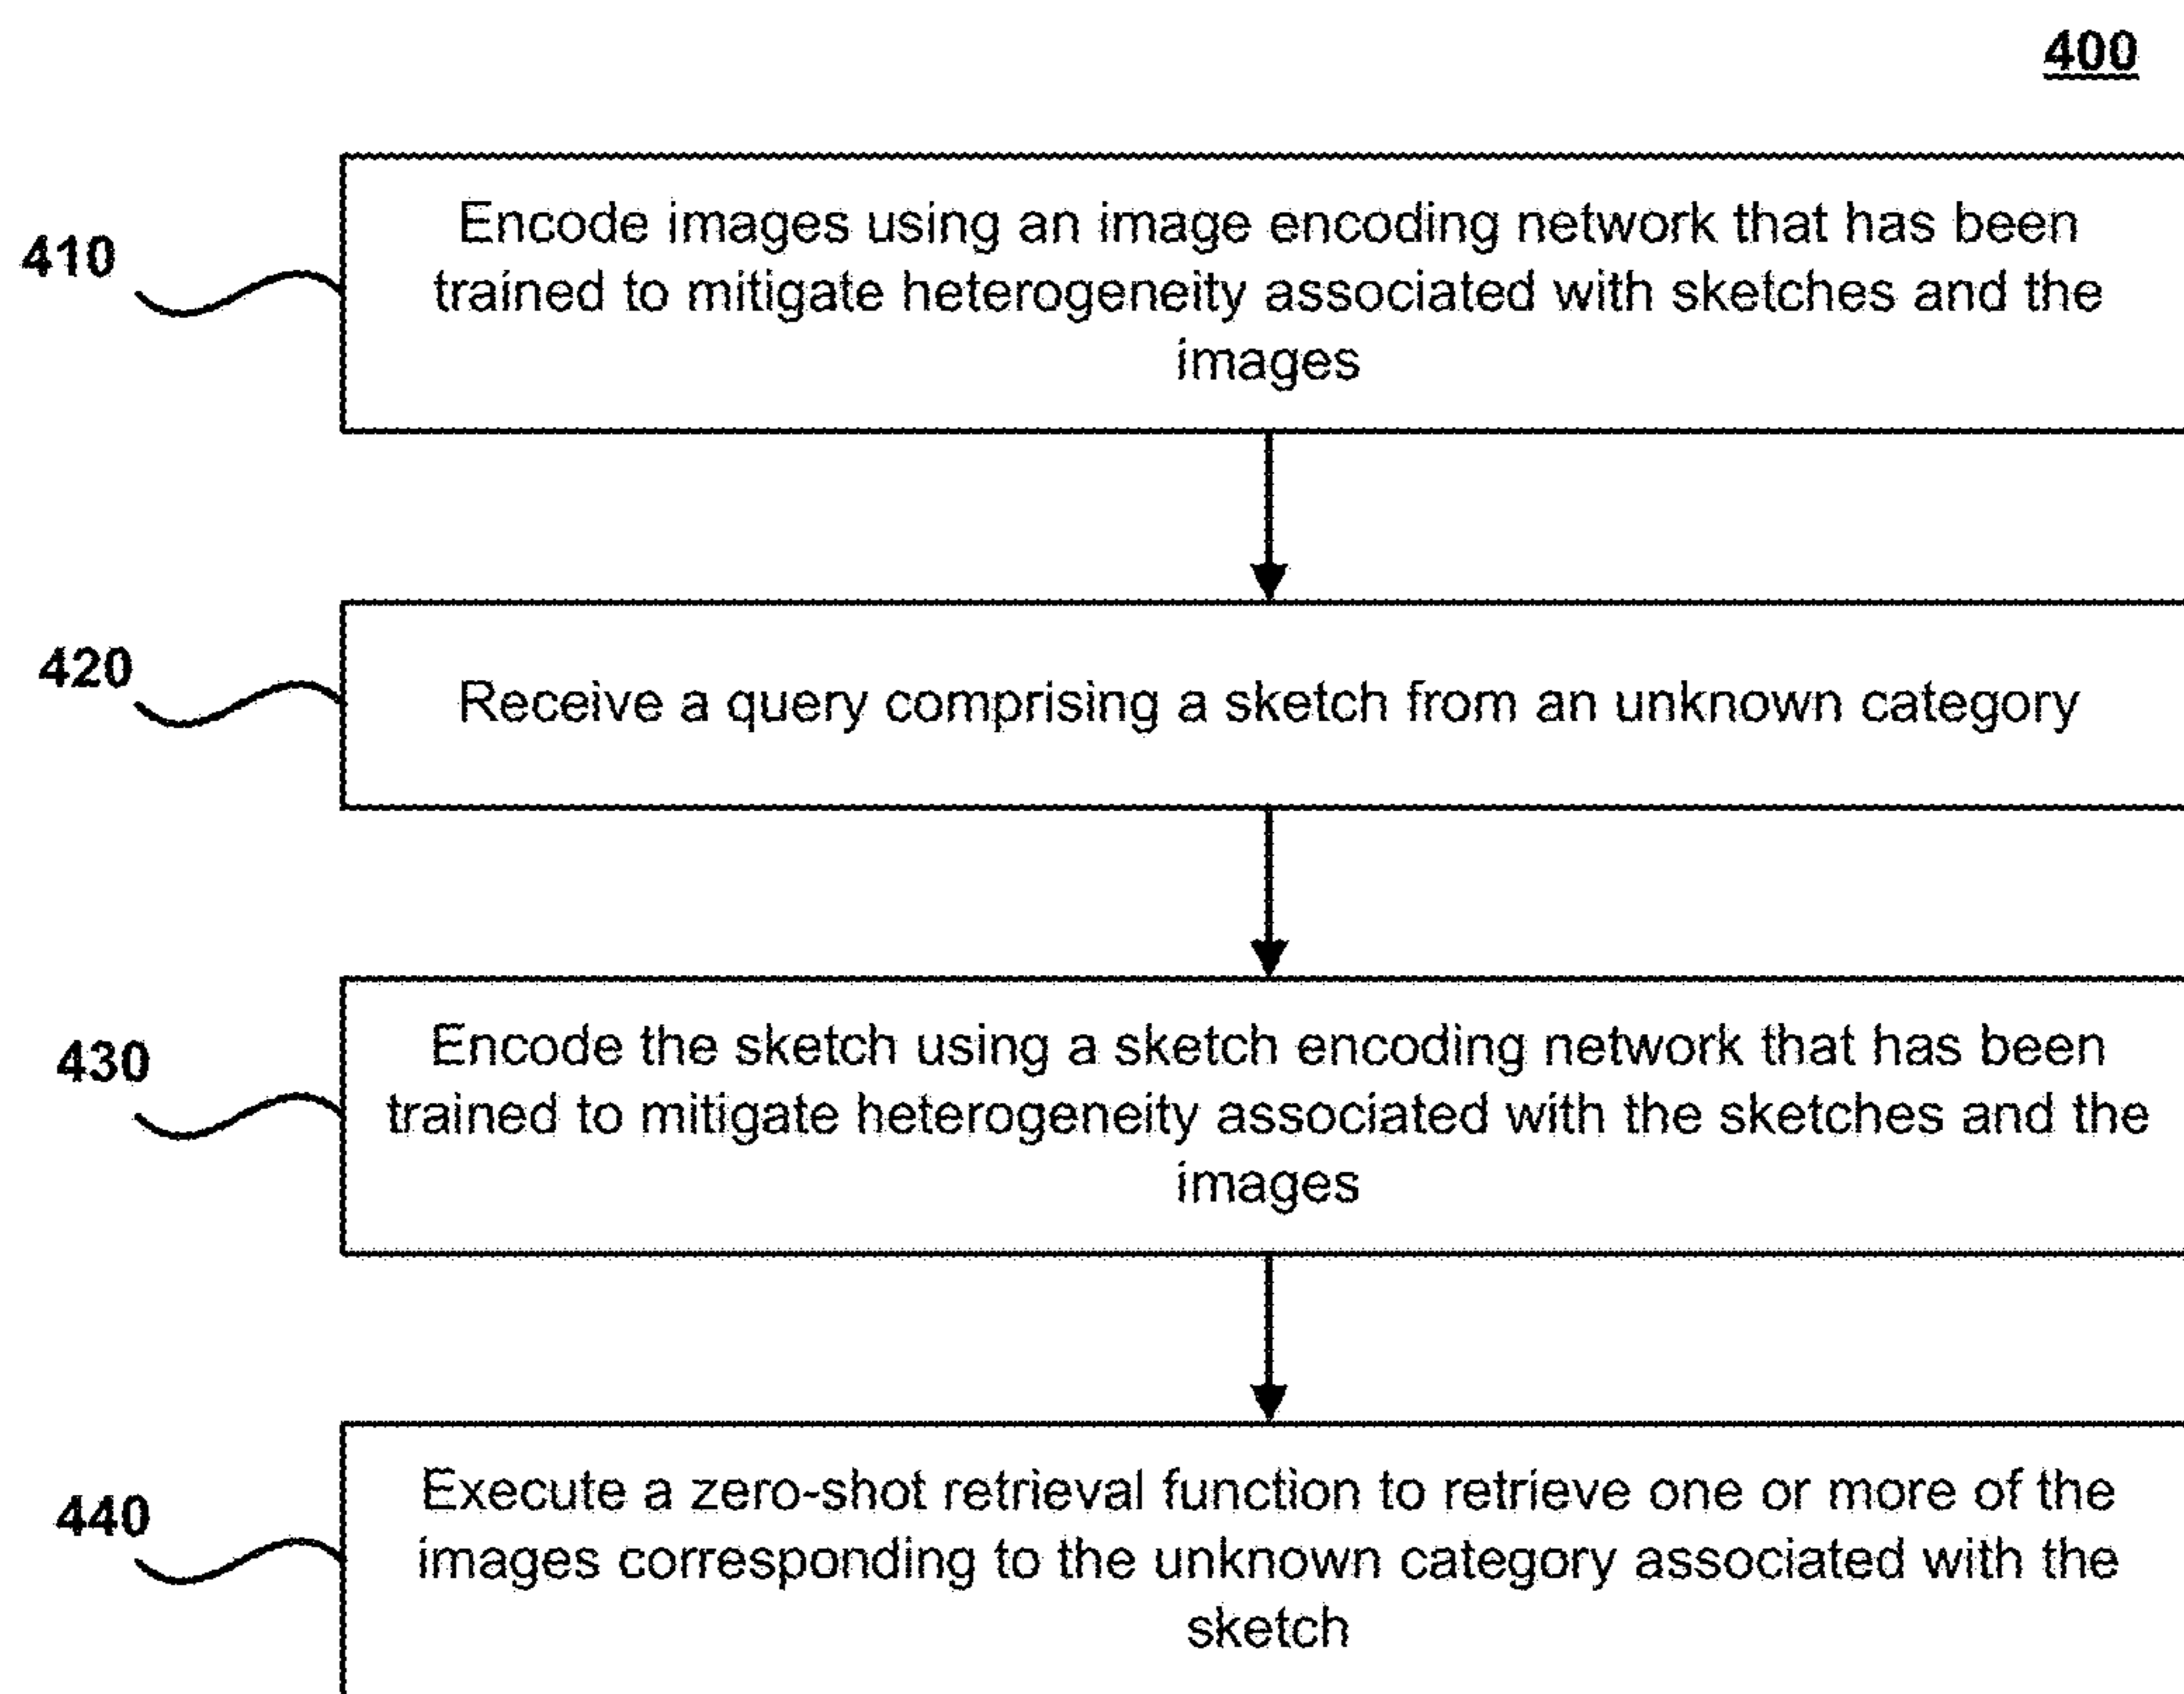 400
410
Encode images using an image encoding network that has been
trained to mitigate heterogeneity associated with sketches and the
images
420
Receive a query comprising a sketch from an unknown category
430
Encode the sketch using a sketch encoding network that has been
trained to mitigate heterogeneity associated with the sketches and the
images
440
Execute a zero-shot retrieval function to retrieve one or more of the
images corresponding to the unknown category associated with the
sketch